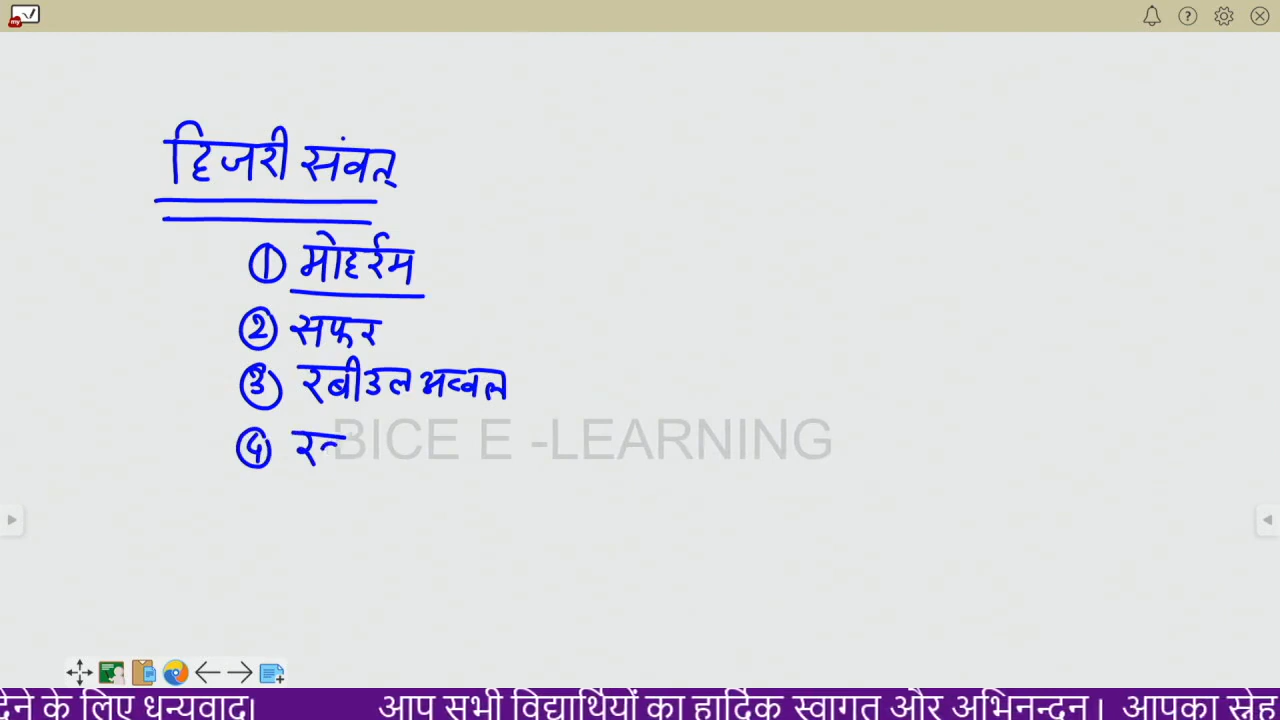 हिजरी संवत्
① मोहर्रम
② सफर
③ रबीउल अव्वल
④
BICE E -LEARNING
देने के लिए धन्यवाद। आप सभी विद्यार्थियों का हार्दिक स्वागत और अभिनन्दन। आपका स्नेह